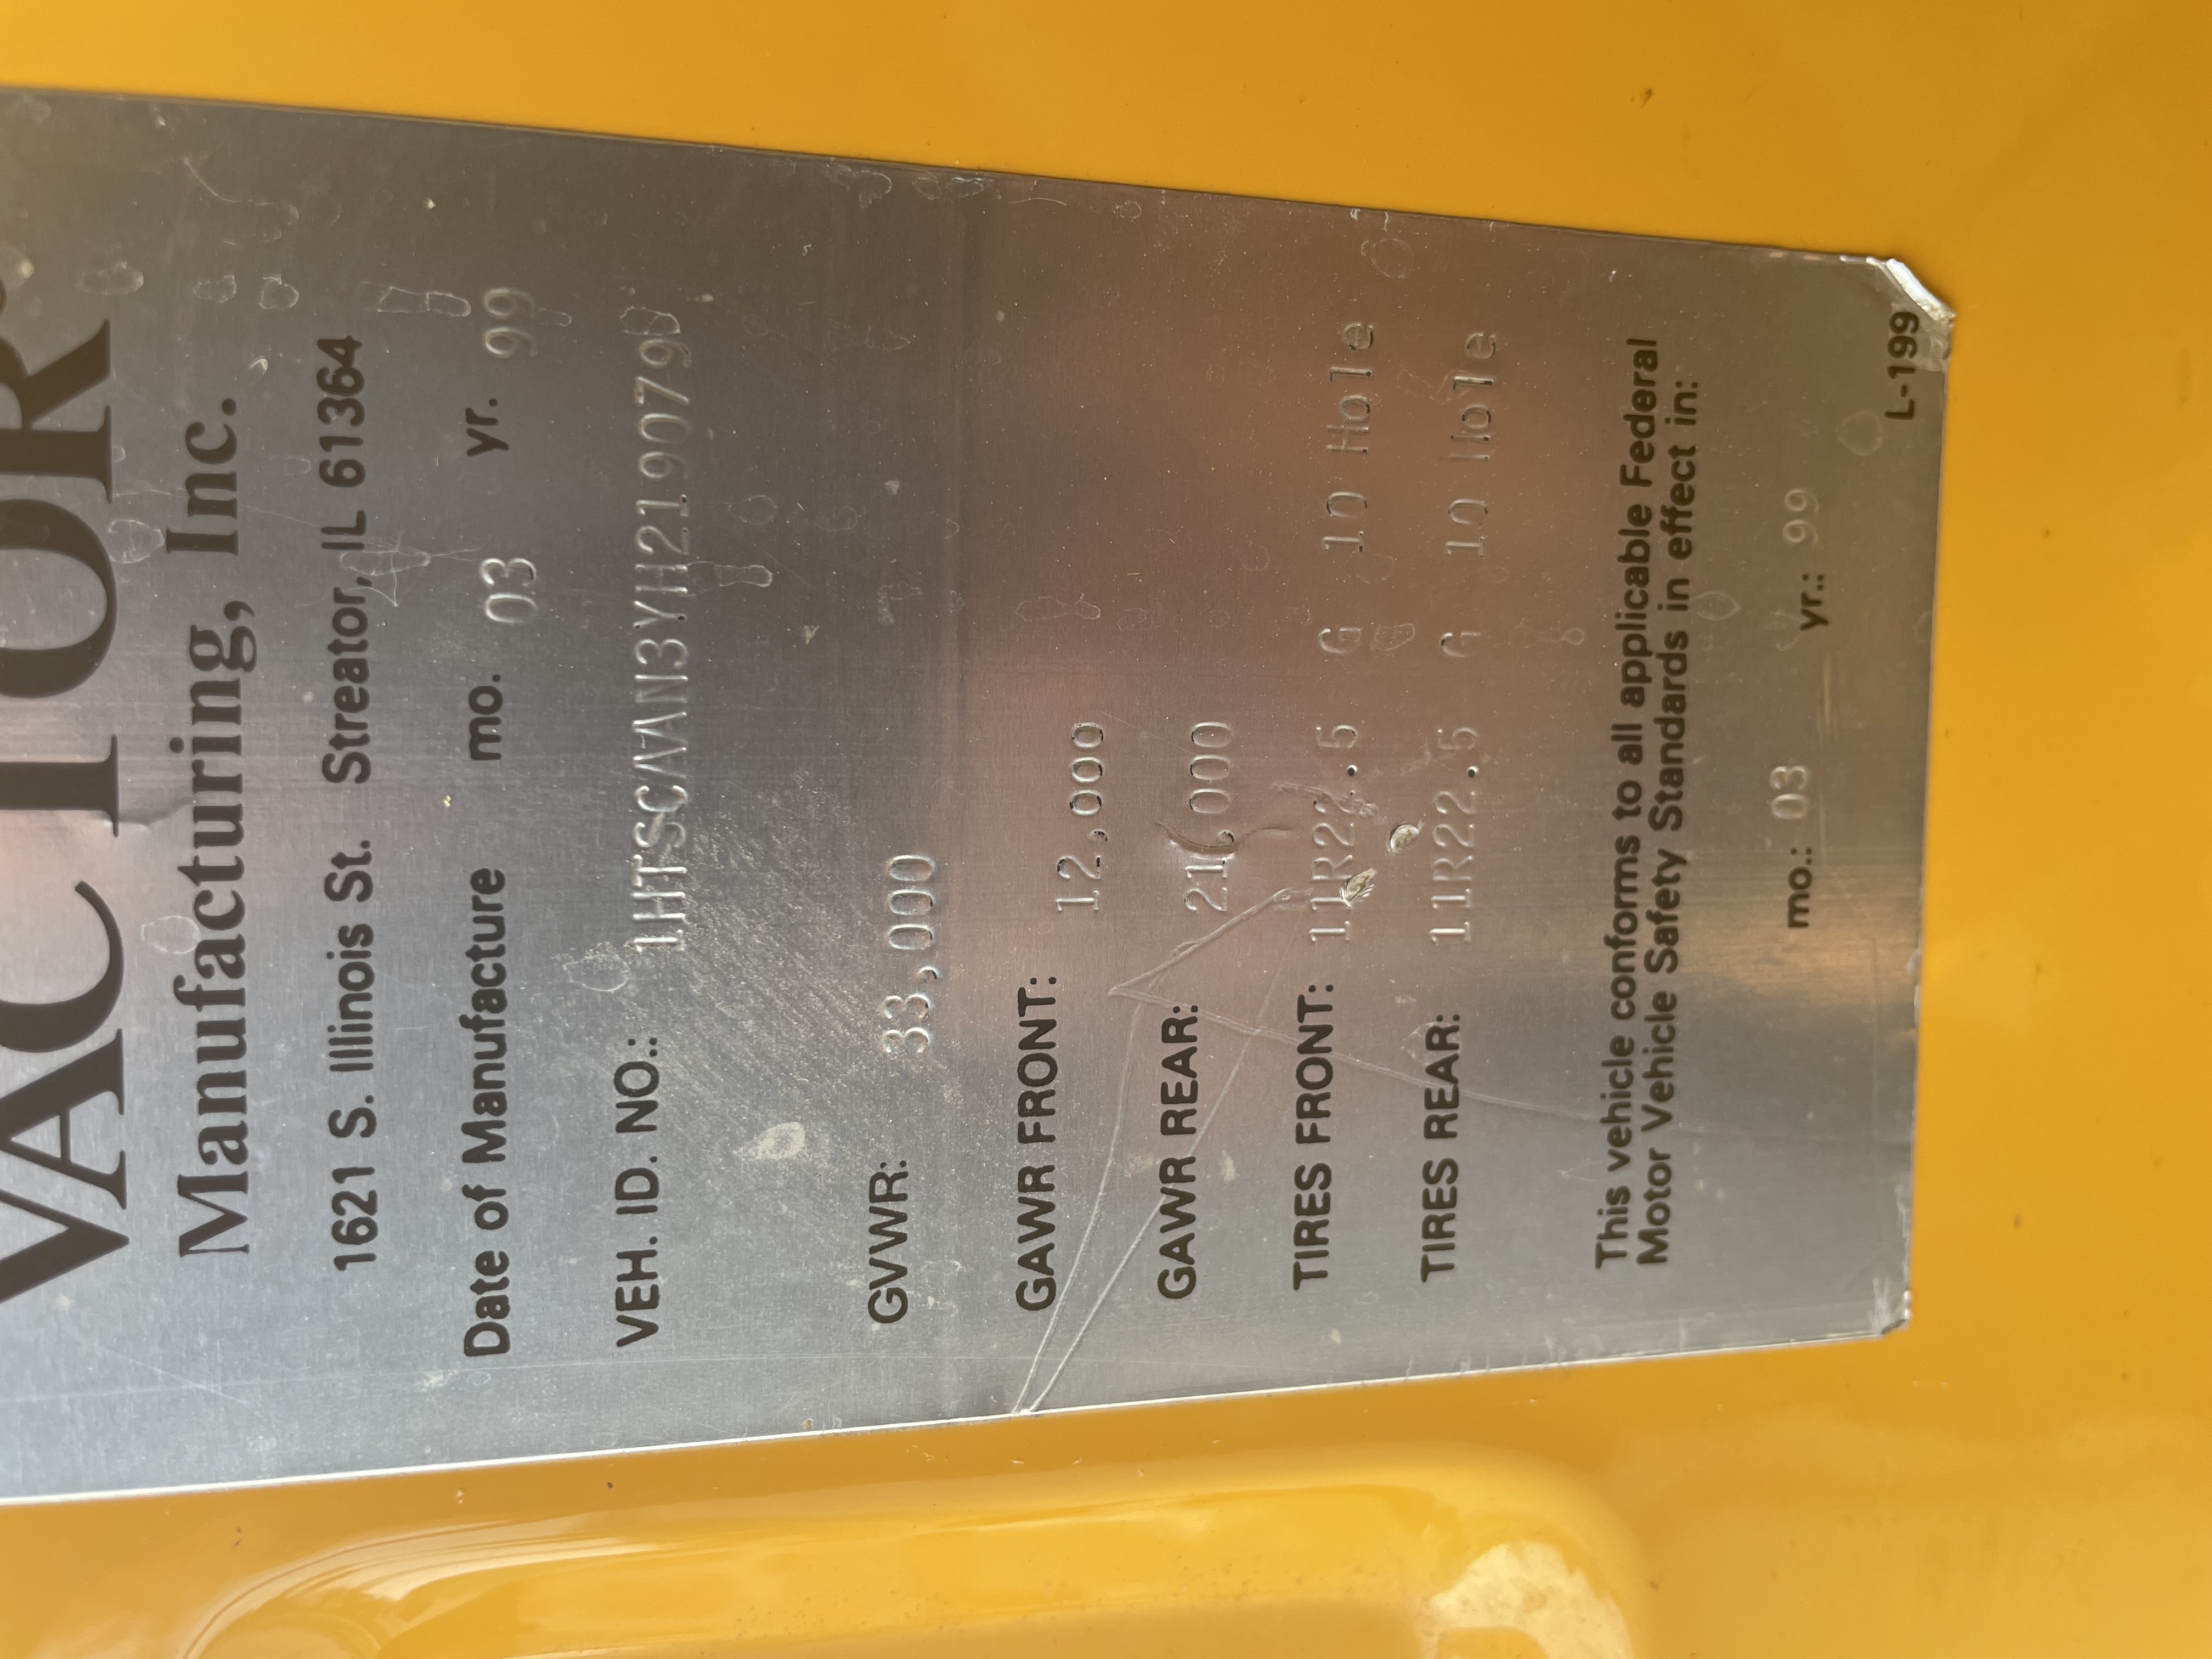 VACTOR
Manufacturing, Inc.
1621 S. Illinois St. Streator, IL 61364
Date of Manufacture mo. 03 yr. 99
VEH. ID. NO.: 1HTSCAAN3YH219079
GVWR: 33,000
GAWR FRONT: 12,000
GAWR REAR: 21,000
TIRES FRONT: 11R22.5 G 10 Hole
TIRES REAR: 11R22.5 G 10 Hole
This vehicle conforms to all applicable Federal
Motor Vehicle Safety Standards in effect in:
mo.: 03 yr.: 99
L-199